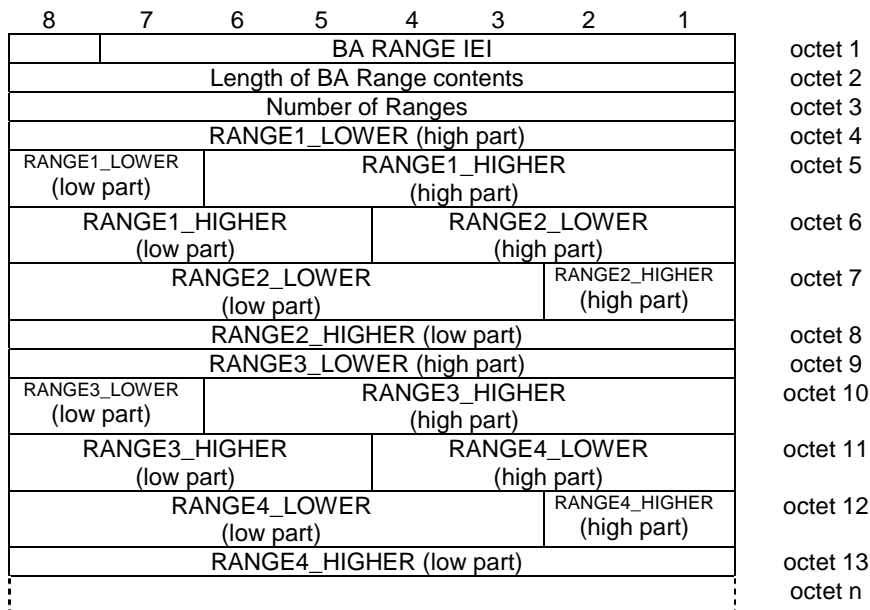 8 7 6 5 4 3 2 1
BA RANGE IEI octet 1
Length of BA Range contents octet 2
Number of Ranges octet 3
RANGE1_LOWER (high part) octet 4
RANGE1_LOWER RANGE1_HIGHER octet 5
(low part) (high part)
RANGE1_HIGHER RANGE2_LOWER octet 6
(low part) (high part)
RANGE2_LOWER RANGE2_HIGHER octet 7
(low part) (high part)
RANGE2_HIGHER (low part) octet 8
RANGE3_LOWER (high part) octet 9
RANGE3_LOWER RANGE3_HIGHER octet 10
(low part) (high part)
RANGE3_HIGHER RANGE4_LOWER octet 11
(low part) (high part)
RANGE4_LOWER RANGE4_HIGHER octet 12
(low part) (high part)
RANGE4_HIGHER (low part) octet 13
octet n